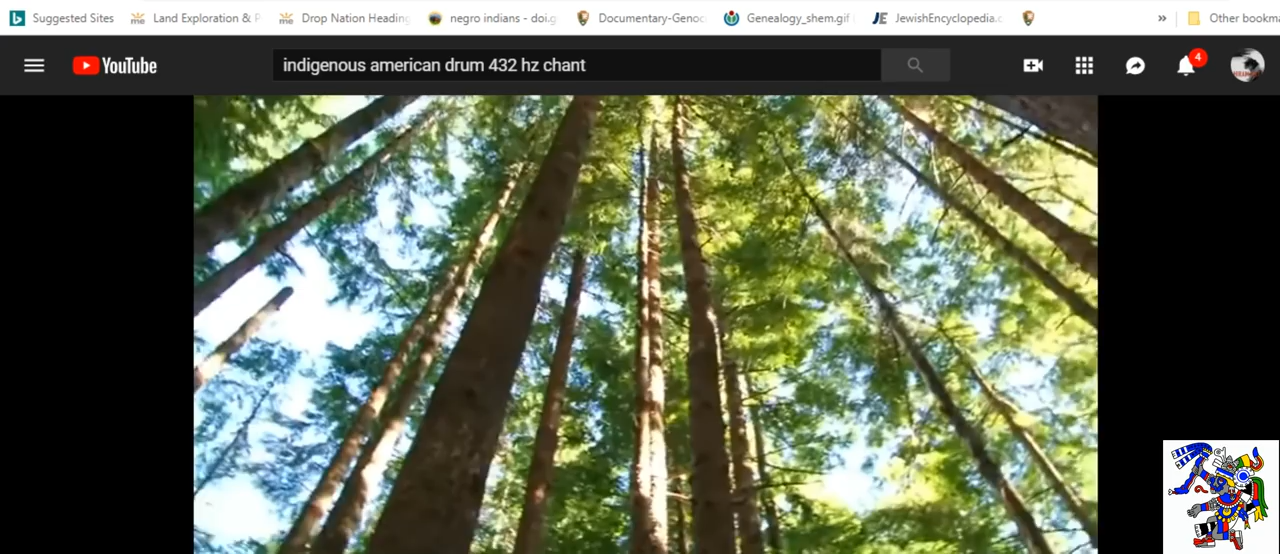 Suggested Sites Land Exploration & P Drop Nation Heading negro indians - doi.g Documentary-Genoc Genealogy_shem.gif JewishEncyclopedia.c » Other bookma
YouTube indigenous american drum 432 hz chant 4